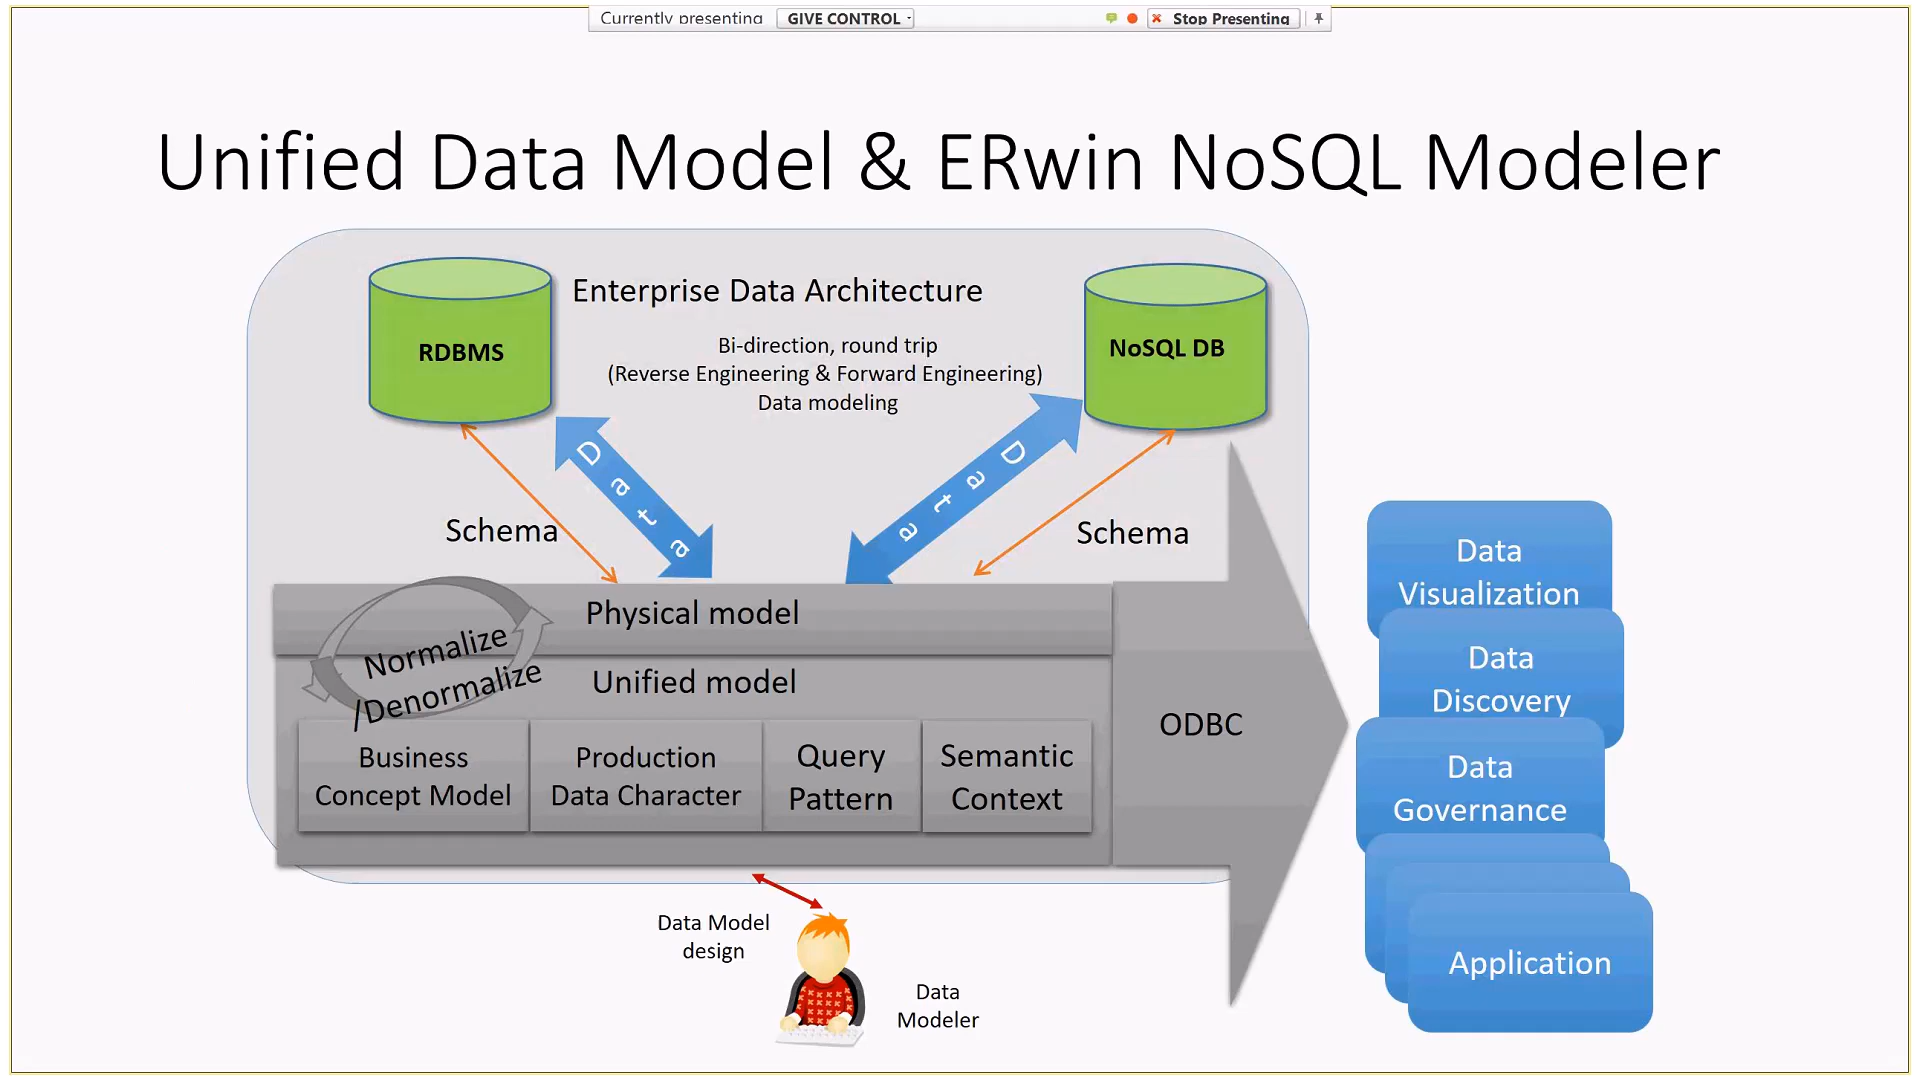 Currently presenting
GIVE CONTROL
Stop Presenting
Unified Data Model & ERwin NoSQL Modeler
RDBMS
Enterprise Data Architecture
NoSQL DB
Bi-direction, round trip
(Reverse Engineering & Forward Engineering)
Data modeling
Data
Data
Schema
Schema
Physical model
Normalize
/Denormalize
Unified model
Business
Concept Model
Production
Data Character
Query
Pattern
Semantic
Context
ODBC
Data
Visualization
Data
Discovery
Data
Governance
Application
Data Model
design
Data
Modeler